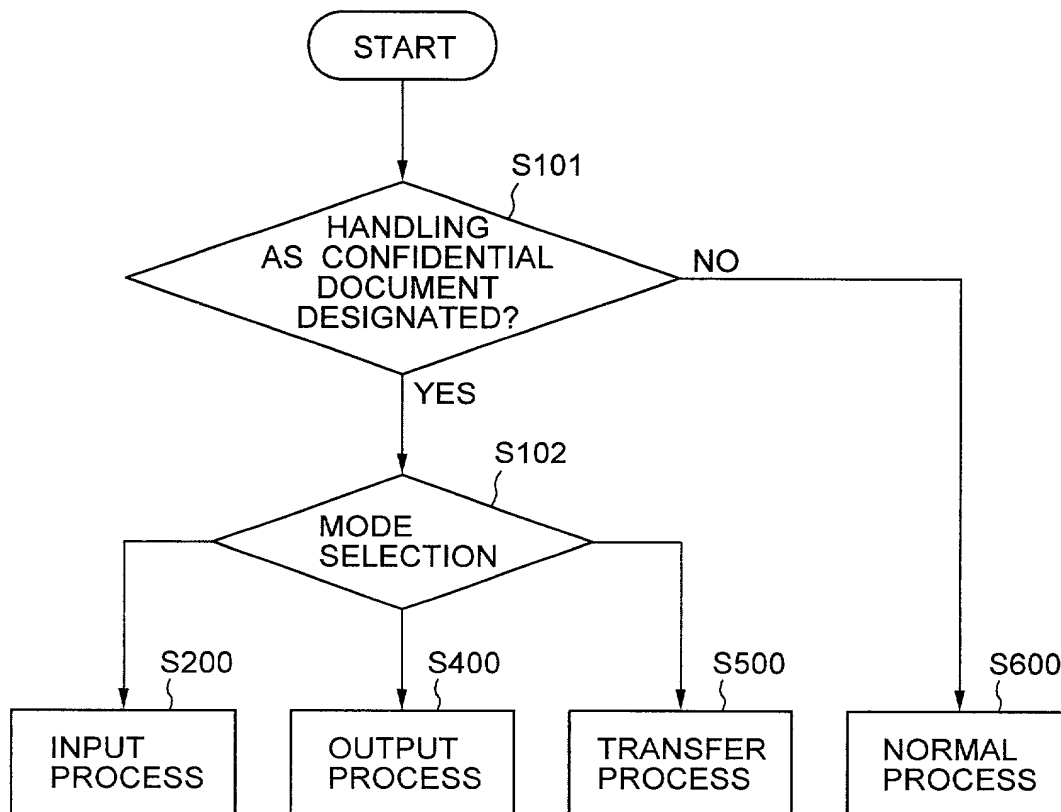 START
S101
HANDLING
AS CONFIDENTIAL
DOCUMENT
DESIGNATED?
NO
YES
S102
MODE
SELECTION
S200
S400
S500
S600
INPUT
PROCESS
OUTPUT
PROCESS
TRANSFER
PROCESS
NORMAL
PROCESS